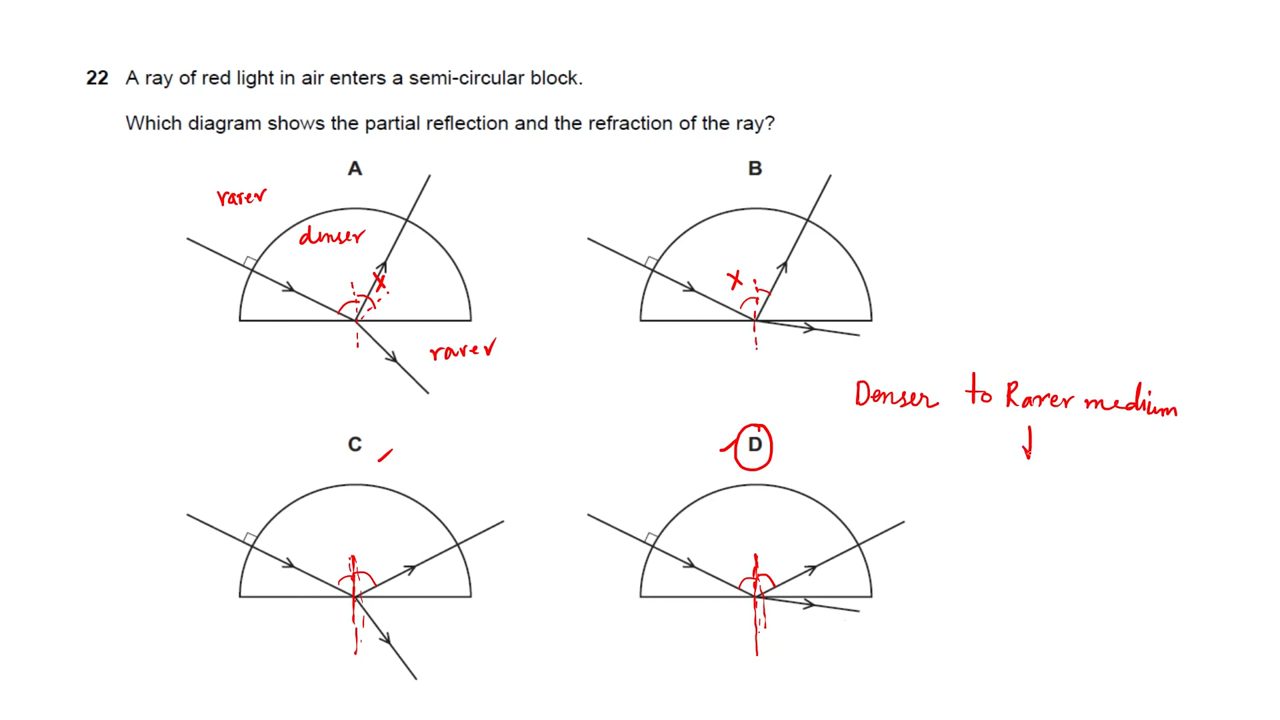 22 A ray of red light in air enters a semi-circular block.
Which diagram shows the partial reflection and the refraction of the ray?
A
B
rarer
denser
x
x
rarer
Denser to Rarer medium
C
D